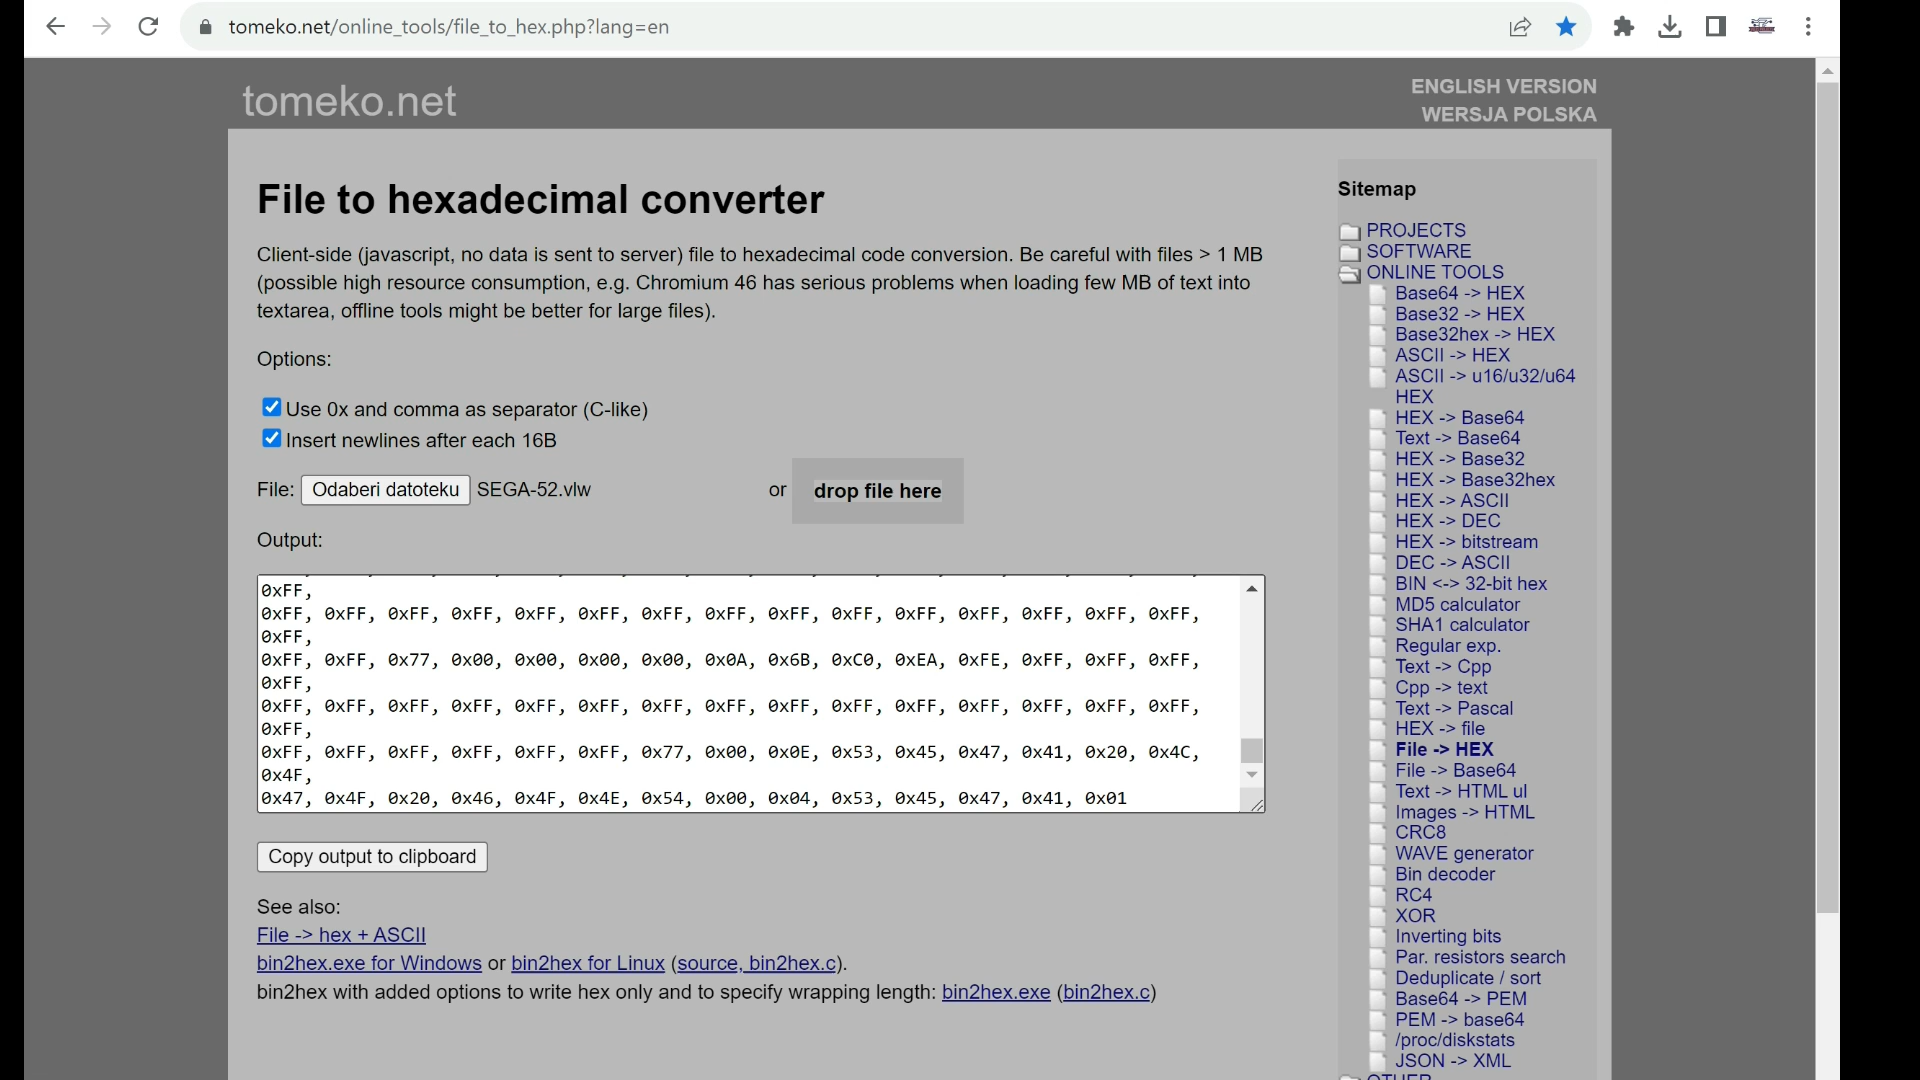 tomeko.net/online_tools/file_to_hex.php?lang=en
tomeko.net
ENGLISH VERSION
WERSJA POLSKA
File to hexadecimal converter
Client-side (javascript, no data is sent to server) file to hexadecimal code conversion. Be careful with files > 1 MB
(possible high resource consumption, e.g. Chromium 46 has serious problems when loading few MB of text into
textarea, offline tools might be better for large files).
Options:
Use 0x and comma as separator (C-like)
Insert newlines after each 16B
File: Odaberi datoteku SEGA-52.vlw or drop file here
Output:
0xFF,
0xFF, 0xFF, 0xFF, 0xFF, 0xFF, 0xFF, 0xFF, 0xFF, 0xFF, 0xFF, 0xFF, 0xFF, 0xFF, 0xFF, 0xFF,
0xFF,
0xFF, 0xFF, 0x77, 0x00, 0x00, 0x00, 0x00, 0x0A, 0x6B, 0xC0, 0xEA, 0xFE, 0xFF, 0xFF, 0xFF,
0xFF,
0xFF, 0xFF, 0xFF, 0xFF, 0xFF, 0xFF, 0xFF, 0xFF, 0xFF, 0xFF, 0xFF, 0xFF, 0xFF, 0xFF, 0xFF,
0xFF,
0xFF, 0xFF, 0xFF, 0xFF, 0xFF, 0xFF, 0x77, 0x00, 0x0E, 0x53, 0x45, 0x47, 0x41, 0x20, 0x4C,
0x4F,
0x47, 0x4F, 0x20, 0x46, 0x4F, 0x4E, 0x54, 0x00, 0x04, 0x53, 0x45, 0x47, 0x41, 0x01
Copy output to clipboard
See also:
File -> hex + ASCII
bin2hex.exe for Windows or bin2hex for Linux (source, bin2hex.c).
bin2hex with added options to write hex only and to specify wrapping length: bin2hex.exe (bin2hex.c)
Sitemap
PROJECTS
SOFTWARE
ONLINE TOOLS
Base64 -> HEX
Base32 -> HEX
Base32hex -> HEX
ASCII -> HEX
ASCII -> u16/u32/u64
HEX
HEX -> Base64
Text -> Base64
HEX -> Base32
HEX -> Base32hex
HEX -> ASCII
HEX -> DEC
HEX -> bitstream
DEC -> ASCII
BIN <-> 32-bit hex
MD5 calculator
SHA1 calculator
Regular exp.
Text -> Cpp
Cpp -> text
Text -> Pascal
HEX -> file
File -> HEX
File -> Base64
Text -> HTML ul
Images -> HTML
CRC8
WAVE generator
Bin decoder
RC4
XOR
Inverting bits
Par. resistors search
Deduplicate / sort
Base64 -> PEM
PEM -> base64
/proc/diskstats
JSON -> XML